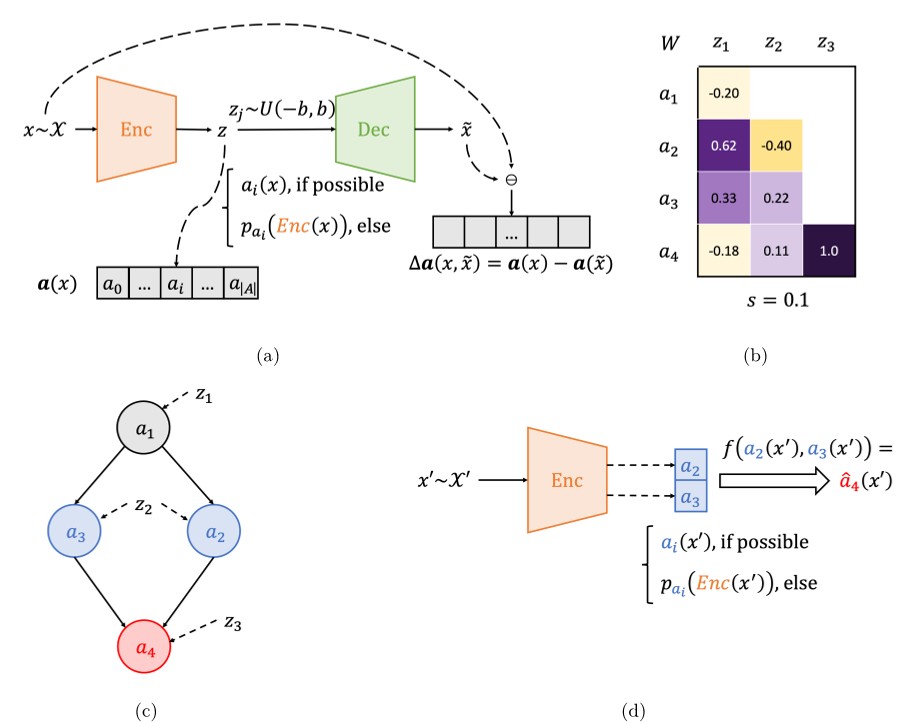 x~𝒳
Enc
z
z_j~U(−b, b)
Dec
x̃
⊖
a_i(x), if possible
p_{a_i}(Enc(x)), else
...
Δa(x, x̃) = a(x) − a(x̃)
a(x)
a_0 ... a_i ... a_{|A|}
(a)
W z_1 z_2 z_3
a_1 -0.20
a_2 0.62 -0.40
a_3 0.33 0.22
a_4 -0.18 0.11 1.0
s = 0.1
(b)
z_1
a_1
z_2
a_3 a_2
z_3
a_4
(c)
x′~𝒳′
Enc
a_2
a_3
f(a_2(x′), a_3(x′)) =
â_4(x′)
a_i(x′), if possible
p_{a_i}(Enc(x′)), else
(d)